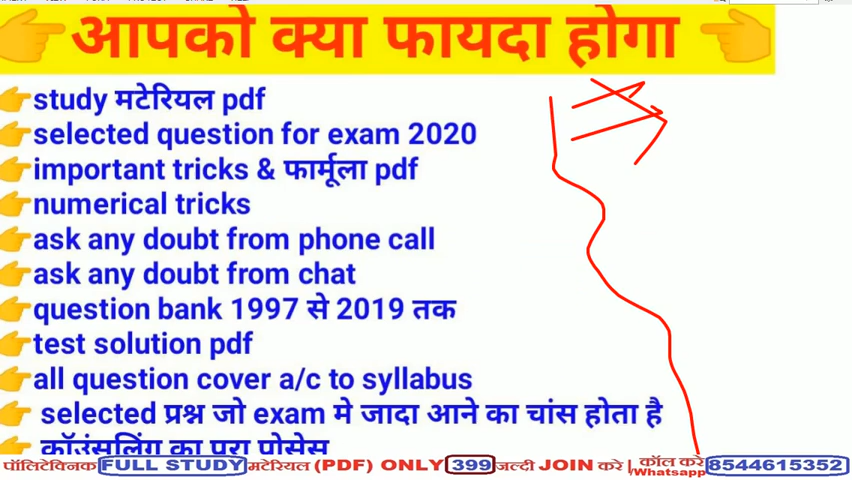 आपको क्या फायदा होगा
study मटेरियल pdf
selected question for exam 2020
important tricks & फार्मूला pdf
numerical tricks
ask any doubt from phone call
ask any doubt from chat
question bank 1997 से 2019 तक
test solution pdf
all question cover a/c to syllabus
selected प्रश्न जो exam मे जादा आने का चांस होता है
कॉउंसलिंग का पूरा प्रोसेस
पॉलिटेक्निक FULL STUDY मटेरियल (PDF) ONLY 399 जल्दी JOIN करे | कॉल करे /Whatsapp 8544615352